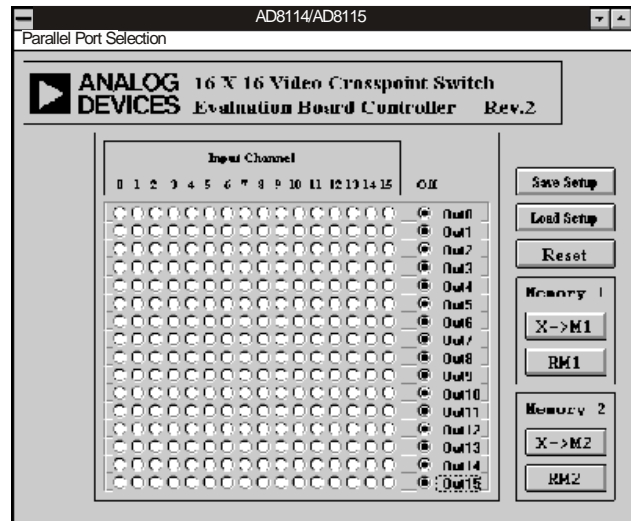 AD8114/AD8115
Parallel Port Selection
ANALOG DEVICES
16 X 16 Video Crosspoint Switch
Evaluation Board Controller Rev.2
Input Channel
0 1 2 3 4 5 6 7 8 9 10 11 12 13 14 15 Off
Out0
Out1
Out2
Out3
Out4
Out5
Out6
Out7
Out8
Out9
Out10
Out11
Out12
Out13
Out14
Out15
Save Setup
Load Setup
Reset
Memory 1
X->M1
RM1
Memory 2
X->M2
RM2